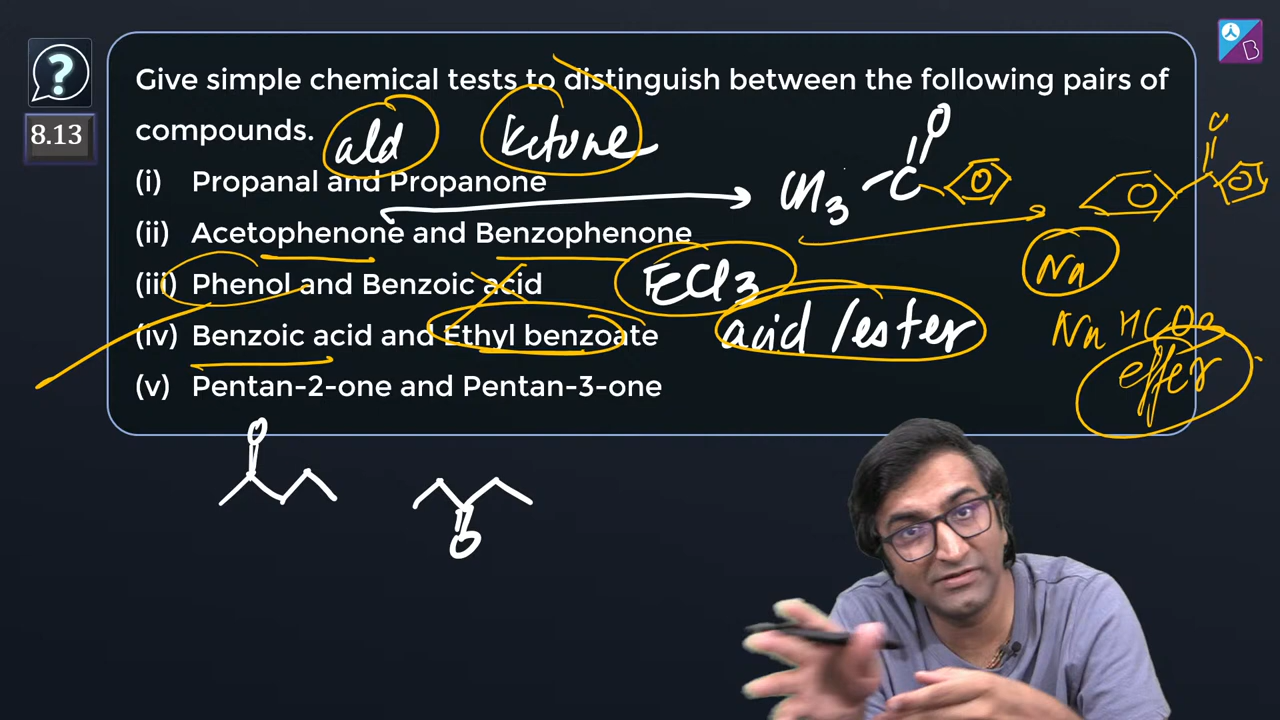 ?
8.13
Give simple chemical tests to distinguish between the following pairs of
compounds.
ald
ketone
(i) Propanal and Propanone
(ii) Acetophenone and Benzophenone
(iii) Phenol and Benzoic acid
(iv) Benzoic acid and Ethyl benzoate
(v) Pentan-2-one and Pentan-3-one
CH3
C
O
Na
FeCl3
acid / ester
Na HCO3
effer
O
O
B